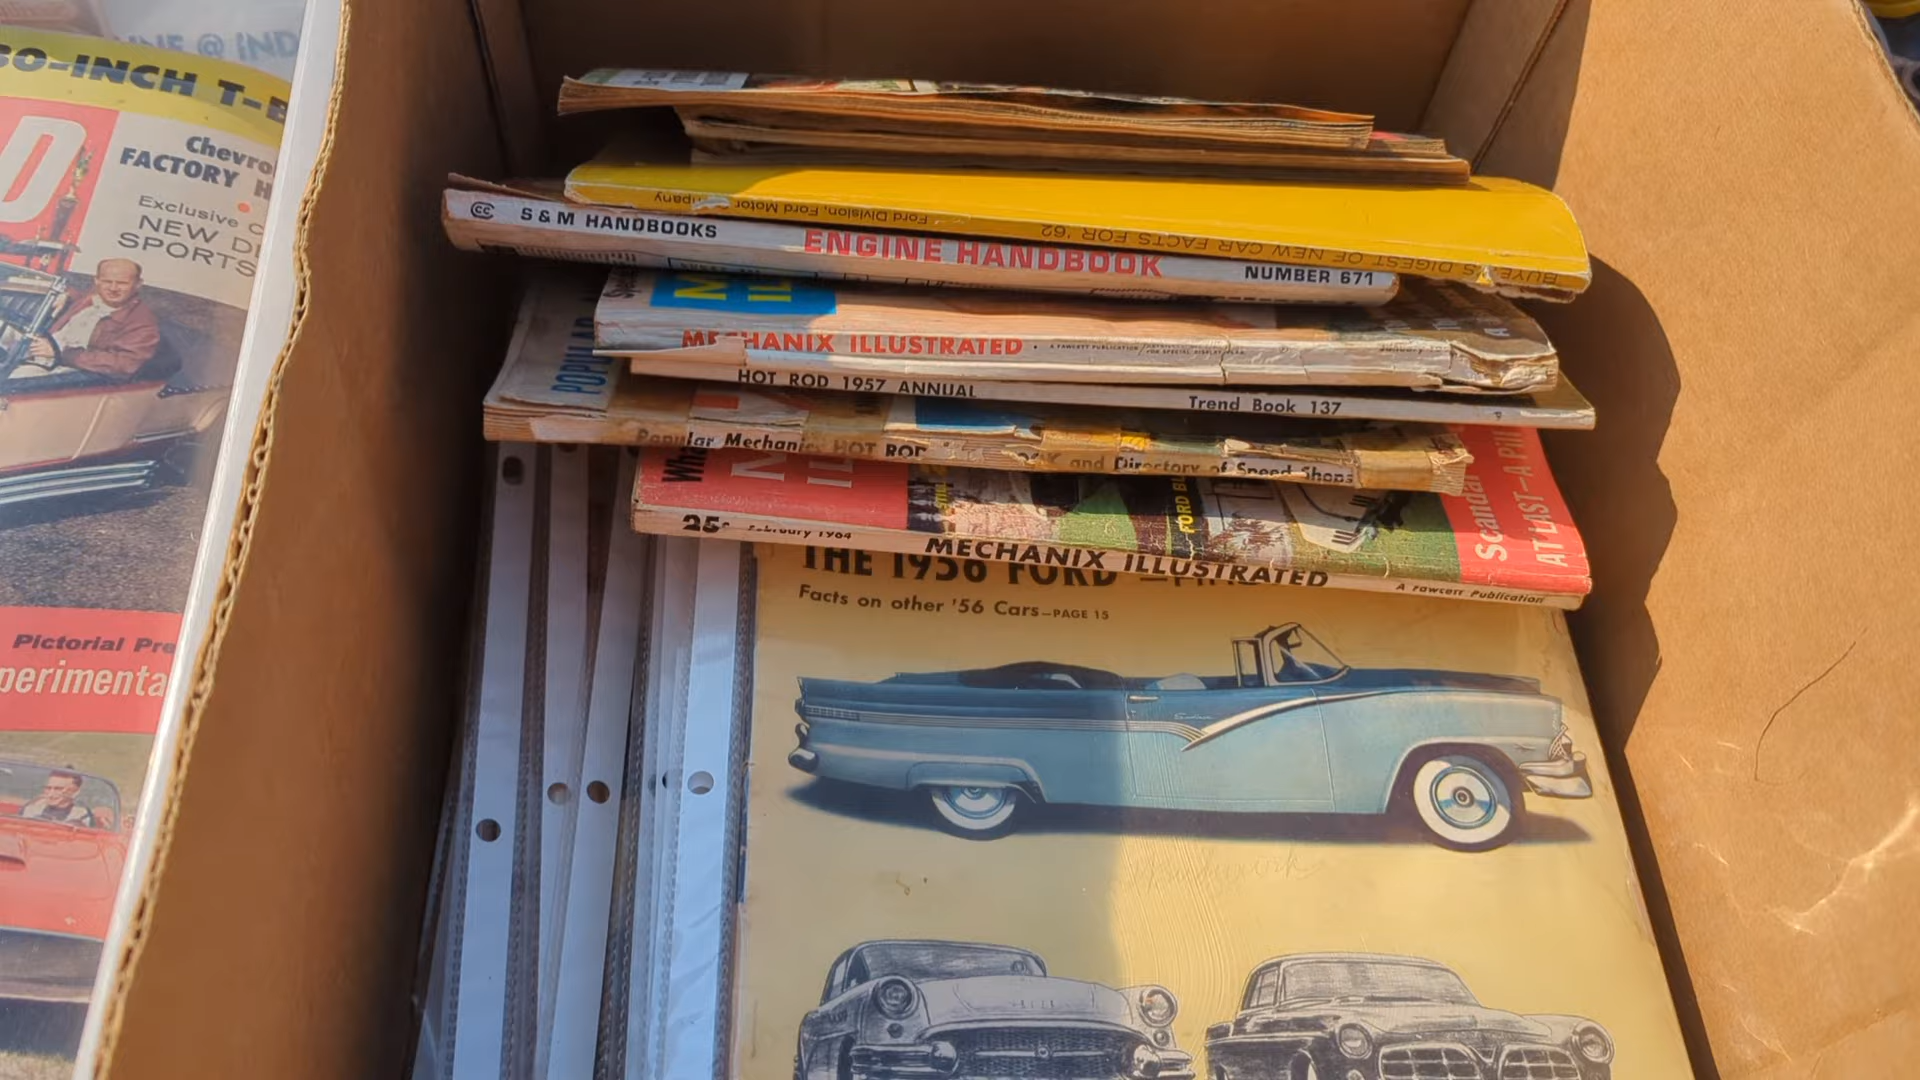 30-INCH T-B
D
Chevro
FACTORY H
Exclusive
NEW D
SPORTS
Pictorial Pre
perimenta
BUYER'S DIGEST OF NEW CAR FACTS FOR '62
Ford Division, Ford Motor Company
CC
S & M HANDBOOKS
ENGINE HANDBOOK
NUMBER 671
MECHANIX ILLUSTRATED
A FAWCETT PUBLICATION
HOT ROD 1957 ANNUAL
Trend Book 137
POPULAR
Popular Mechanics HOT ROD
and Directory of Speed Shops
FORD
Scandal
AT LAST—A
25¢
February 1964
MECHANIX ILLUSTRATED
A Fawcett Publication
THE 1956 FORD
Facts on other '56 Cars—PAGE 15